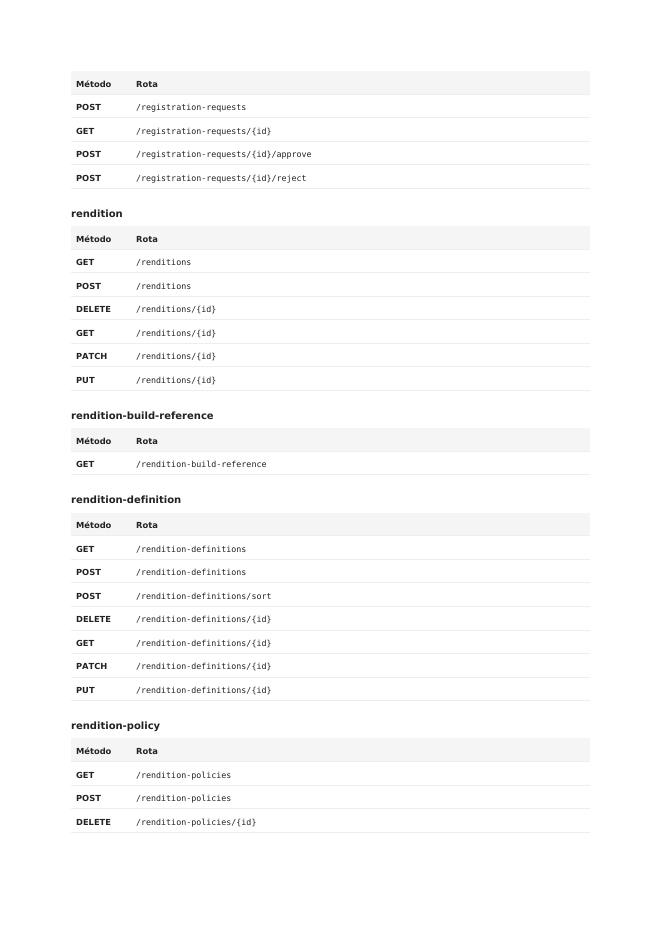 Método Rota
POST /registration-requests
GET /registration-requests/{id}
POST /registration-requests/{id}/approve
POST /registration-requests/{id}/reject
rendition
Método Rota
GET /renditions
POST /renditions
DELETE /renditions/{id}
GET /renditions/{id}
PATCH /renditions/{id}
PUT /renditions/{id}
rendition-build-reference
Método Rota
GET /rendition-build-reference
rendition-definition
Método Rota
GET /rendition-definitions
POST /rendition-definitions
POST /rendition-definitions/sort
DELETE /rendition-definitions/{id}
GET /rendition-definitions/{id}
PATCH /rendition-definitions/{id}
PUT /rendition-definitions/{id}
rendition-policy
Método Rota
GET /rendition-policies
POST /rendition-policies
DELETE /rendition-policies/{id}